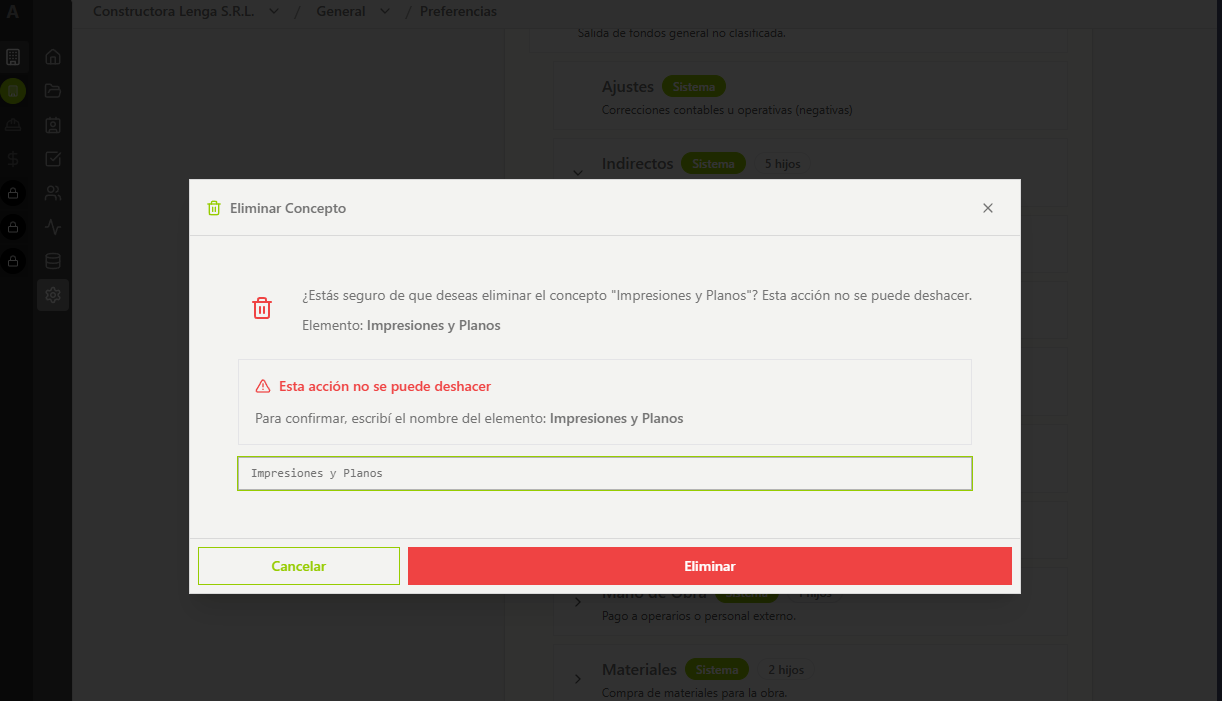 A
Constructora Lenga S.R.L. / General / Preferencias
Salida de fondos general no clasificada.
Ajustes Sistema
Correcciones contables u operativas (negativas)
Indirectos Sistema 5 hijos
Eliminar Concepto
¿Estás seguro de que deseas eliminar el concepto "Impresiones y Planos"? Esta acción no se puede deshacer.
Elemento: Impresiones y Planos
Esta acción no se puede deshacer
Para confirmar, escribí el nombre del elemento: Impresiones y Planos
Impresiones y Planos
Cancelar
Eliminar
Mano de Obra Sistema hijos
Pago a operarios o personal externo.
Materiales Sistema 2 hijos
Compra de materiales para la obra.